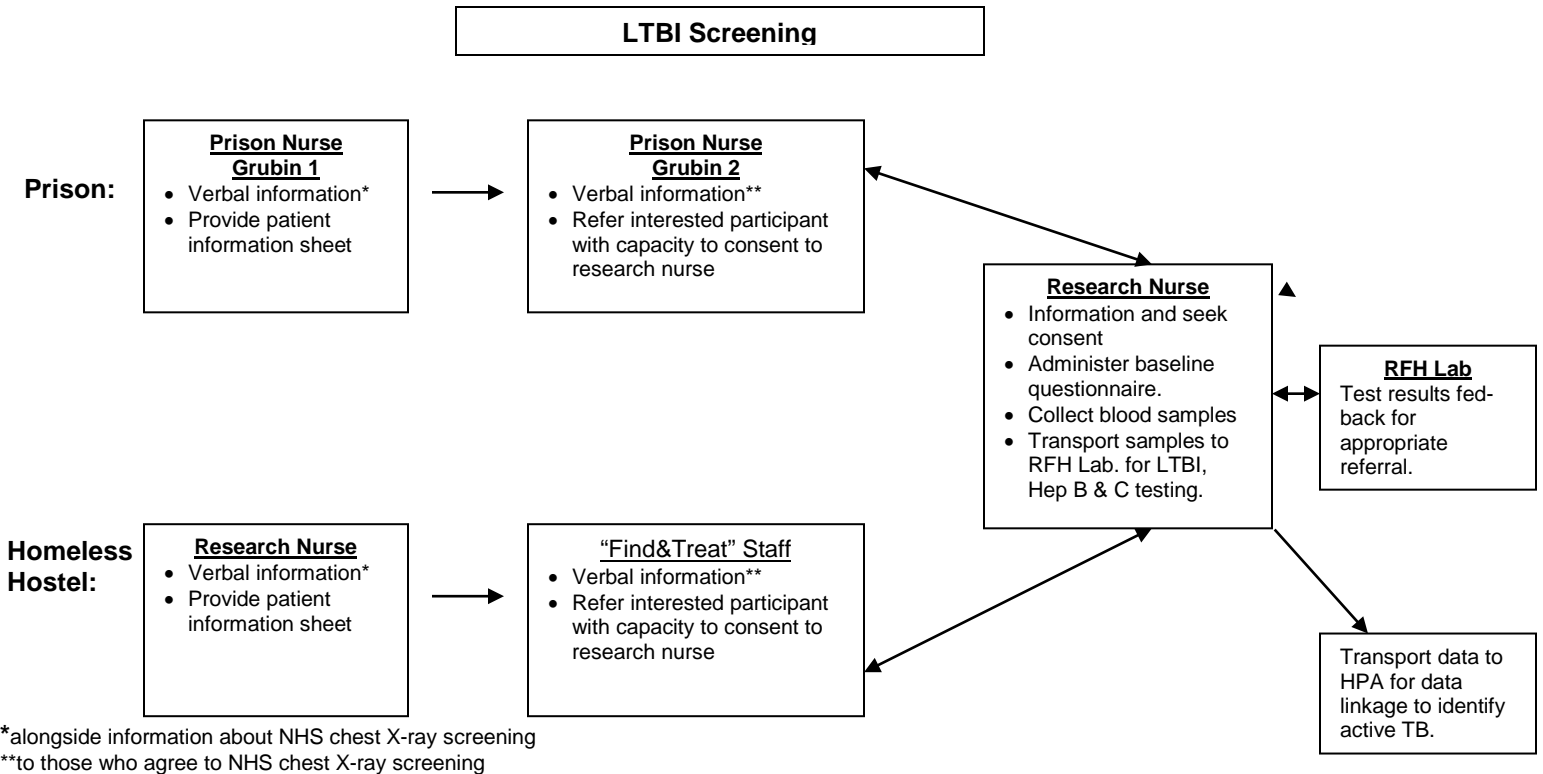 LTBI Screening
Prison:
Prison Nurse
Grubin 1
• Verbal information*
• Provide patient
information sheet
Prison Nurse
Grubin 2
• Verbal information**
• Refer interested participant
with capacity to consent to
research nurse
Research Nurse
• Information and seek
consent
• Administer baseline
questionnaire.
• Collect blood samples
• Transport samples to
RFH Lab. for LTBI,
Hep B & C testing.
RFH Lab
Test results fed-
back for
appropriate
referral.
Homeless
Hostel:
Research Nurse
• Verbal information*
• Provide patient
information sheet
"Find&Treat" Staff
• Verbal information**
• Refer interested participant
with capacity to consent to
research nurse
Transport data to
HPA for data
linkage to identify
active TB.
*alongside information about NHS chest X-ray screening
**to those who agree to NHS chest X-ray screening